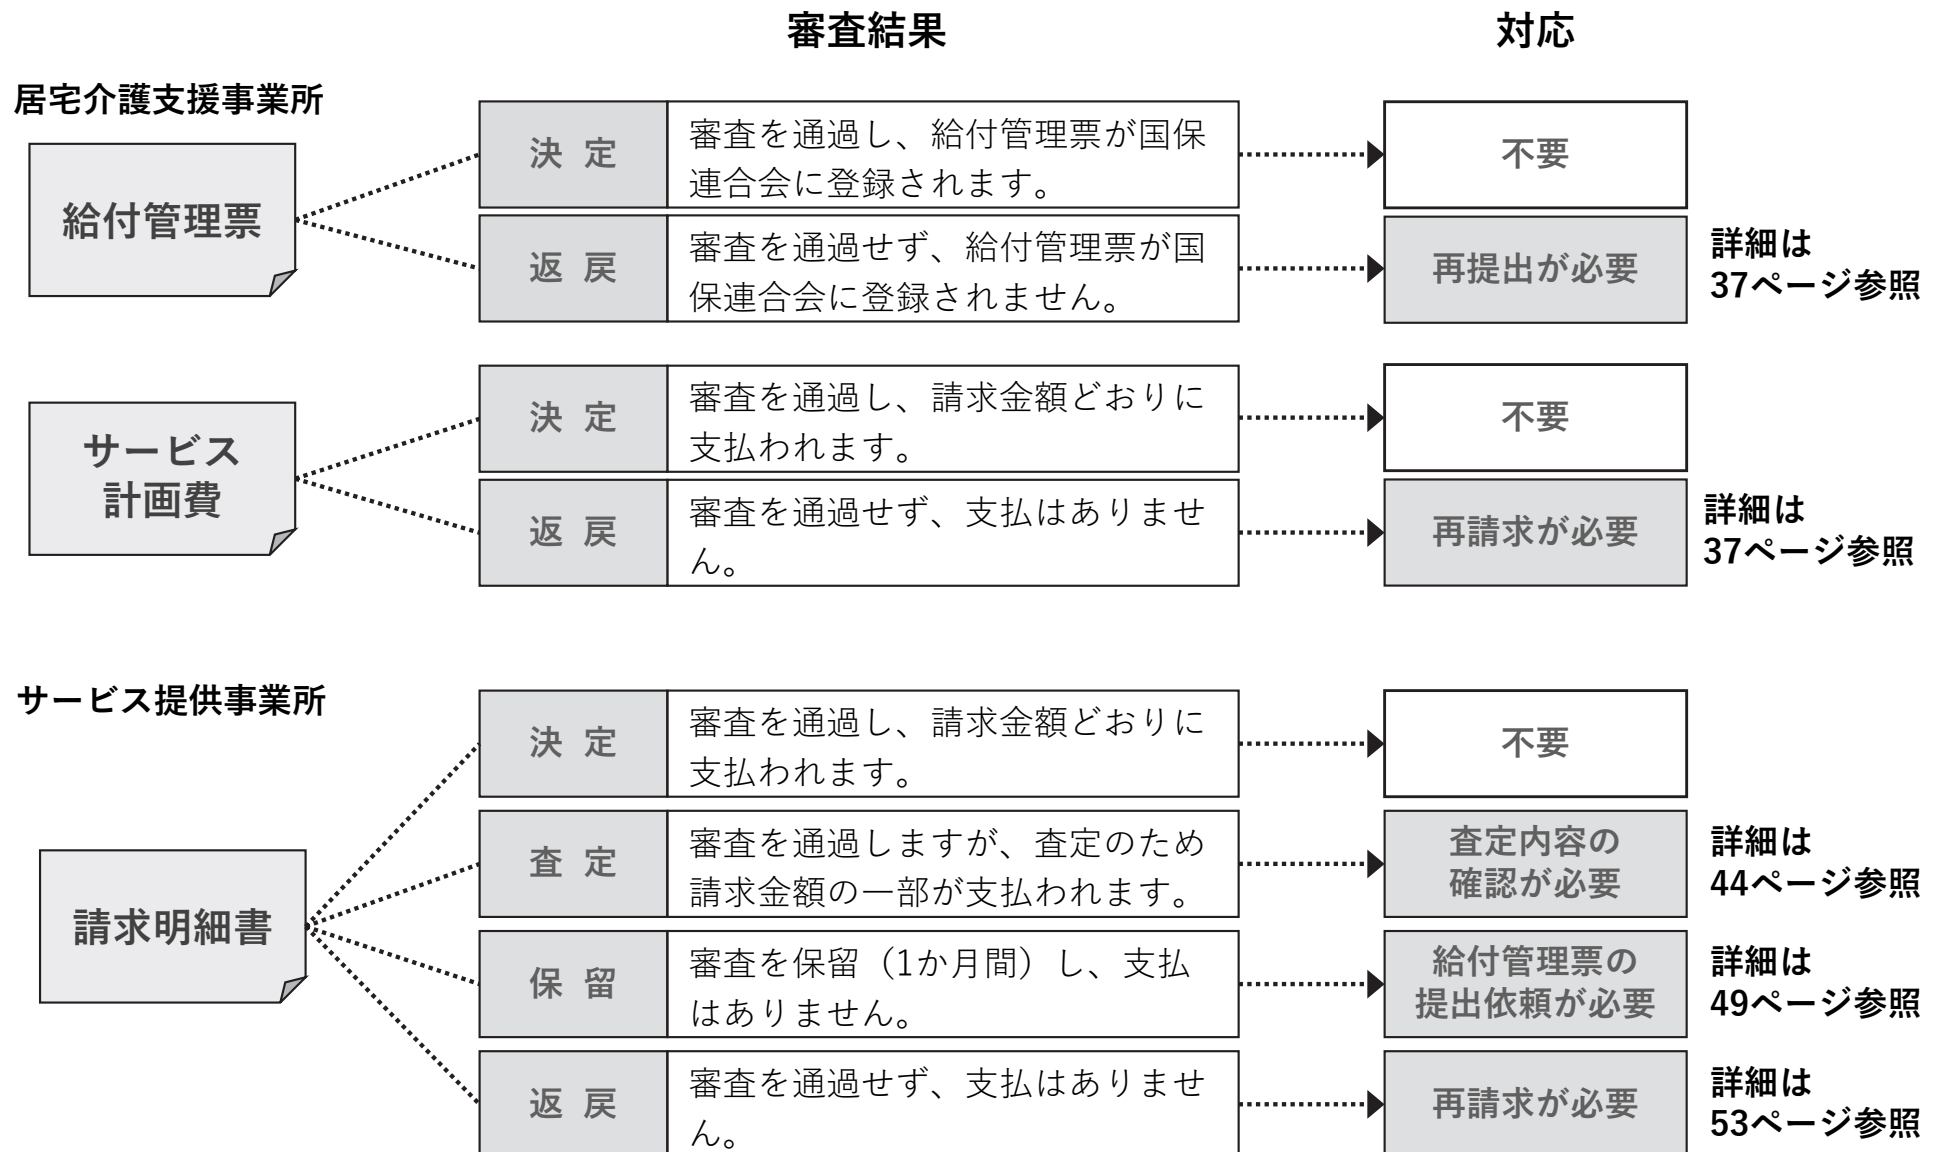 審査結果
対応
居宅介護支援事業所
給付管理票
決 定
審査を通過し、給付管理票が国保
連合会に登録されます。
不要
返 戻
審査を通過せず、給付管理票が国
保連合会に登録されません。
再提出が必要
詳細は
37ページ参照
サービス
計画費
決 定
審査を通過し、請求金額どおりに
支払われます。
不要
返 戻
審査を通過せず、支払はありませ
ん。
再請求が必要
詳細は
37ページ参照
サービス提供事業所
請求明細書
決 定
審査を通過し、請求金額どおりに
支払われます。
不要
査 定
審査を通過しますが、査定のため
請求金額の一部が支払われます。
査定内容の
確認が必要
詳細は
44ページ参照
保 留
審査を保留（1か月間）し、支払
はありません。
給付管理票の
提出依頼が必要
詳細は
49ページ参照
返 戻
審査を通過せず、支払はありませ
ん。
再請求が必要
詳細は
53ページ参照